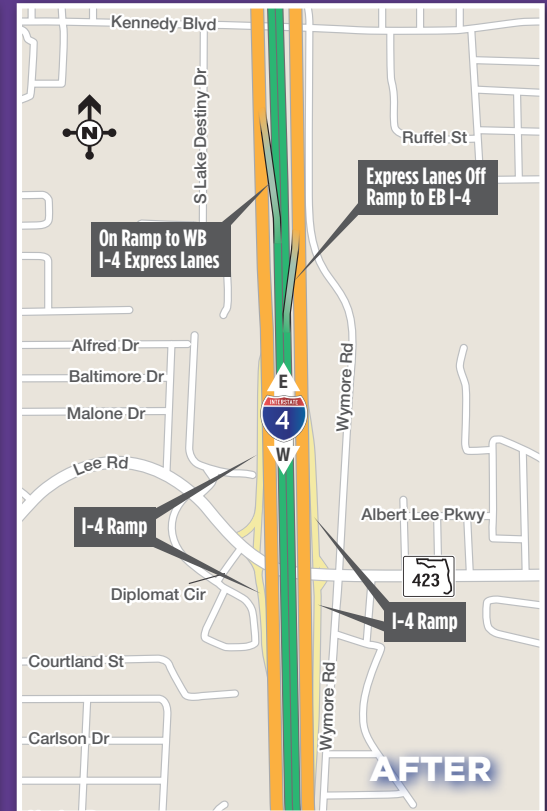 Kennedy Blvd
S Lake Destiny Dr
N
Ruffel St
Express Lanes Off
Ramp to EB I-4
On Ramp to WB
I-4 Express Lanes
Alfred Dr
Baltimore Dr
Malone Dr
Wymore Rd
E
INTERSTATE
4
W
Lee Rd
I-4 Ramp
Albert Lee Pkwy
423
Diplomat Cir
I-4 Ramp
Courtland St
Wymore Rd
Carlson Dr
AFTER